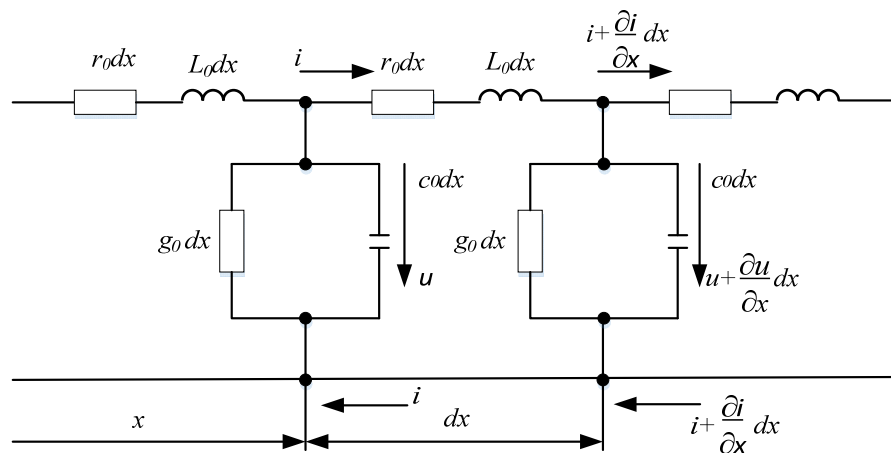 r₀dx
L₀dx
i
r₀dx
L₀dx
i+∂i/∂x dx
g₀ dx
c0dx
u
g₀ dx
c0dx
u+∂u/∂x dx
x
i
dx
i+∂i/∂x dx